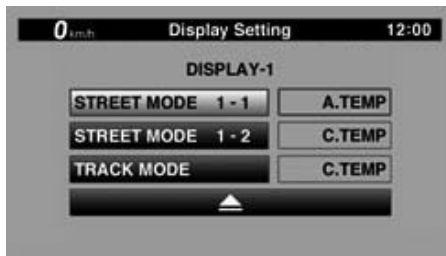 0 km/h Display Setting 12:00
DISPLAY-1
STREET MODE 1 - 1 A.TEMP
STREET MODE 1 - 2 C.TEMP
TRACK MODE C.TEMP